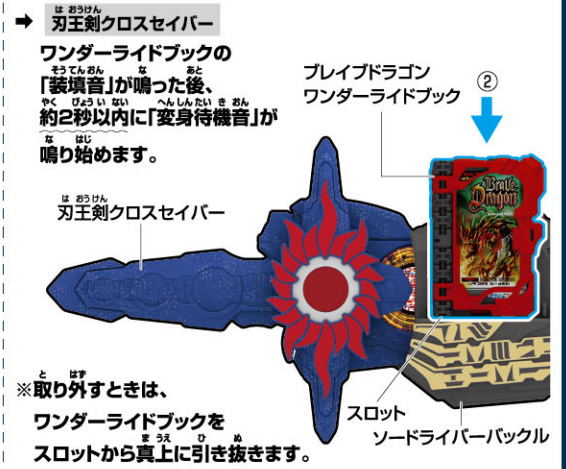 ➡ 刃王剣クロスセイバー
ワンダーライドブックの
「装填音」が鳴った後、
約2秒以内に「変身待機音」が
鳴り始めます。
ブレイブドラゴン
ワンダーライドブック
②
Brave
Dragon
刃王剣クロスセイバー
スロット
ソードライバーバックル
※取り外すときは、
ワンダーライドブックを
スロットから真上に引き抜きます。